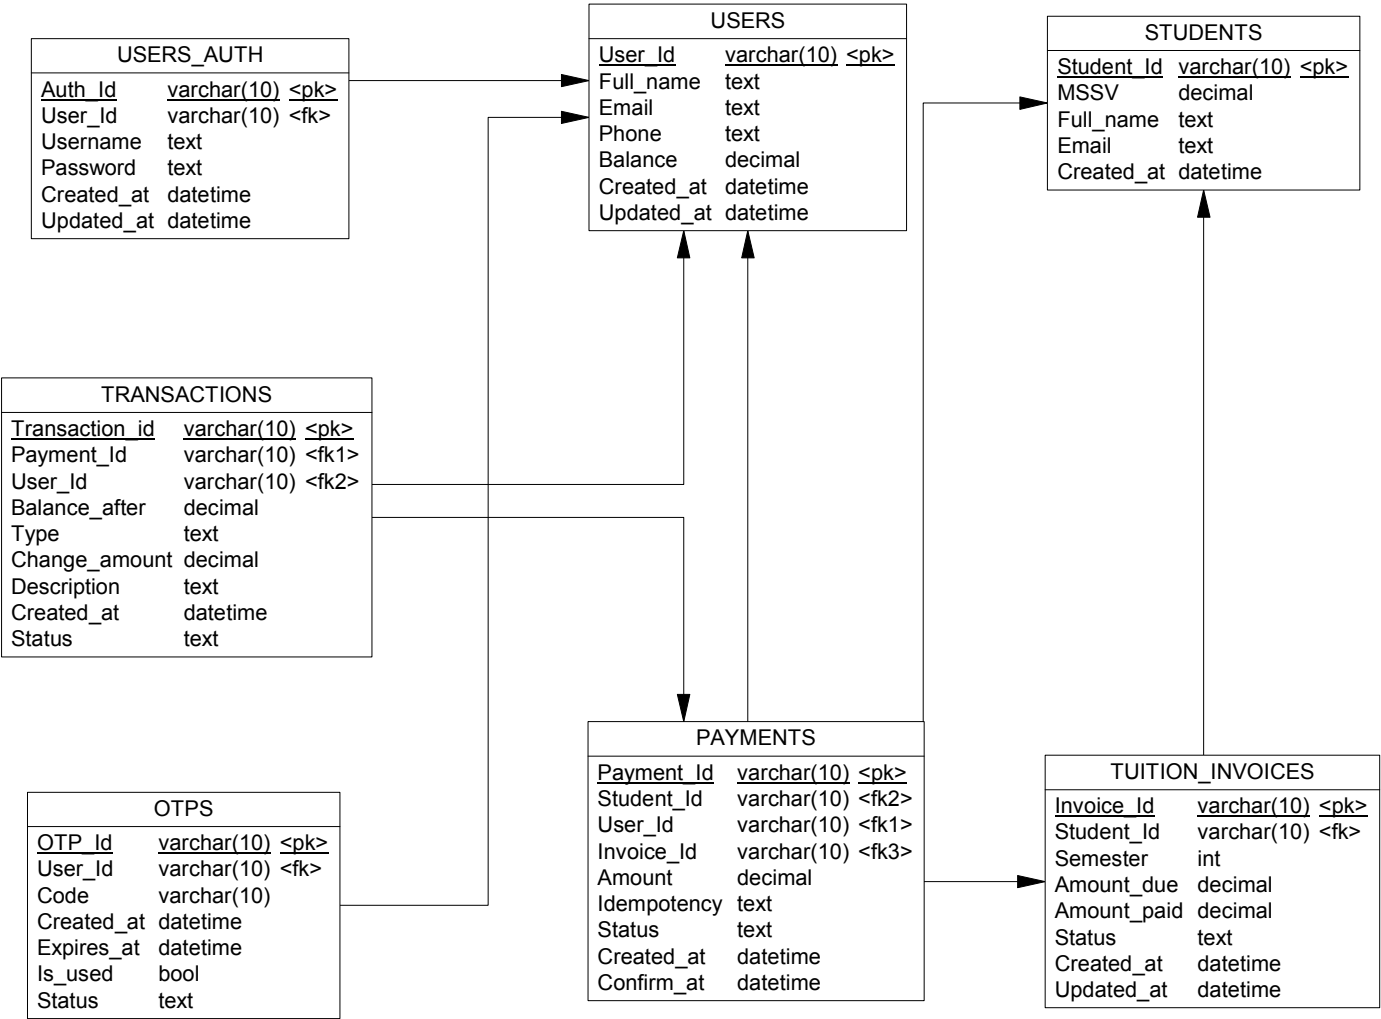 USERS_AUTH
Auth_Id varchar(10) <pk>
User_Id varchar(10) <fk>
Username text
Password text
Created_at datetime
Updated_at datetime
USERS
User_Id varchar(10) <pk>
Full_name text
Email text
Phone text
Balance decimal
Created_at datetime
Updated_at datetime
STUDENTS
Student_Id varchar(10) <pk>
MSSV decimal
Full_name text
Email text
Created_at datetime
TRANSACTIONS
Transaction_id varchar(10) <pk>
Payment_Id varchar(10) <fk1>
User_Id varchar(10) <fk2>
Balance_after decimal
Type text
Change_amount decimal
Description text
Created_at datetime
Status text
OTPS
OTP_Id varchar(10) <pk>
User_Id varchar(10) <fk>
Code varchar(10)
Created_at datetime
Expires_at datetime
Is_used bool
Status text
PAYMENTS
Payment_Id varchar(10) <pk>
Student_Id varchar(10) <fk2>
User_Id varchar(10) <fk1>
Invoice_Id varchar(10) <fk3>
Amount decimal
Idempotency text
Status text
Created_at datetime
Confirm_at datetime
TUITION_INVOICES
Invoice_Id varchar(10) <pk>
Student_Id varchar(10) <fk>
Semester int
Amount_due decimal
Amount_paid decimal
Status text
Created_at datetime
Updated_at datetime